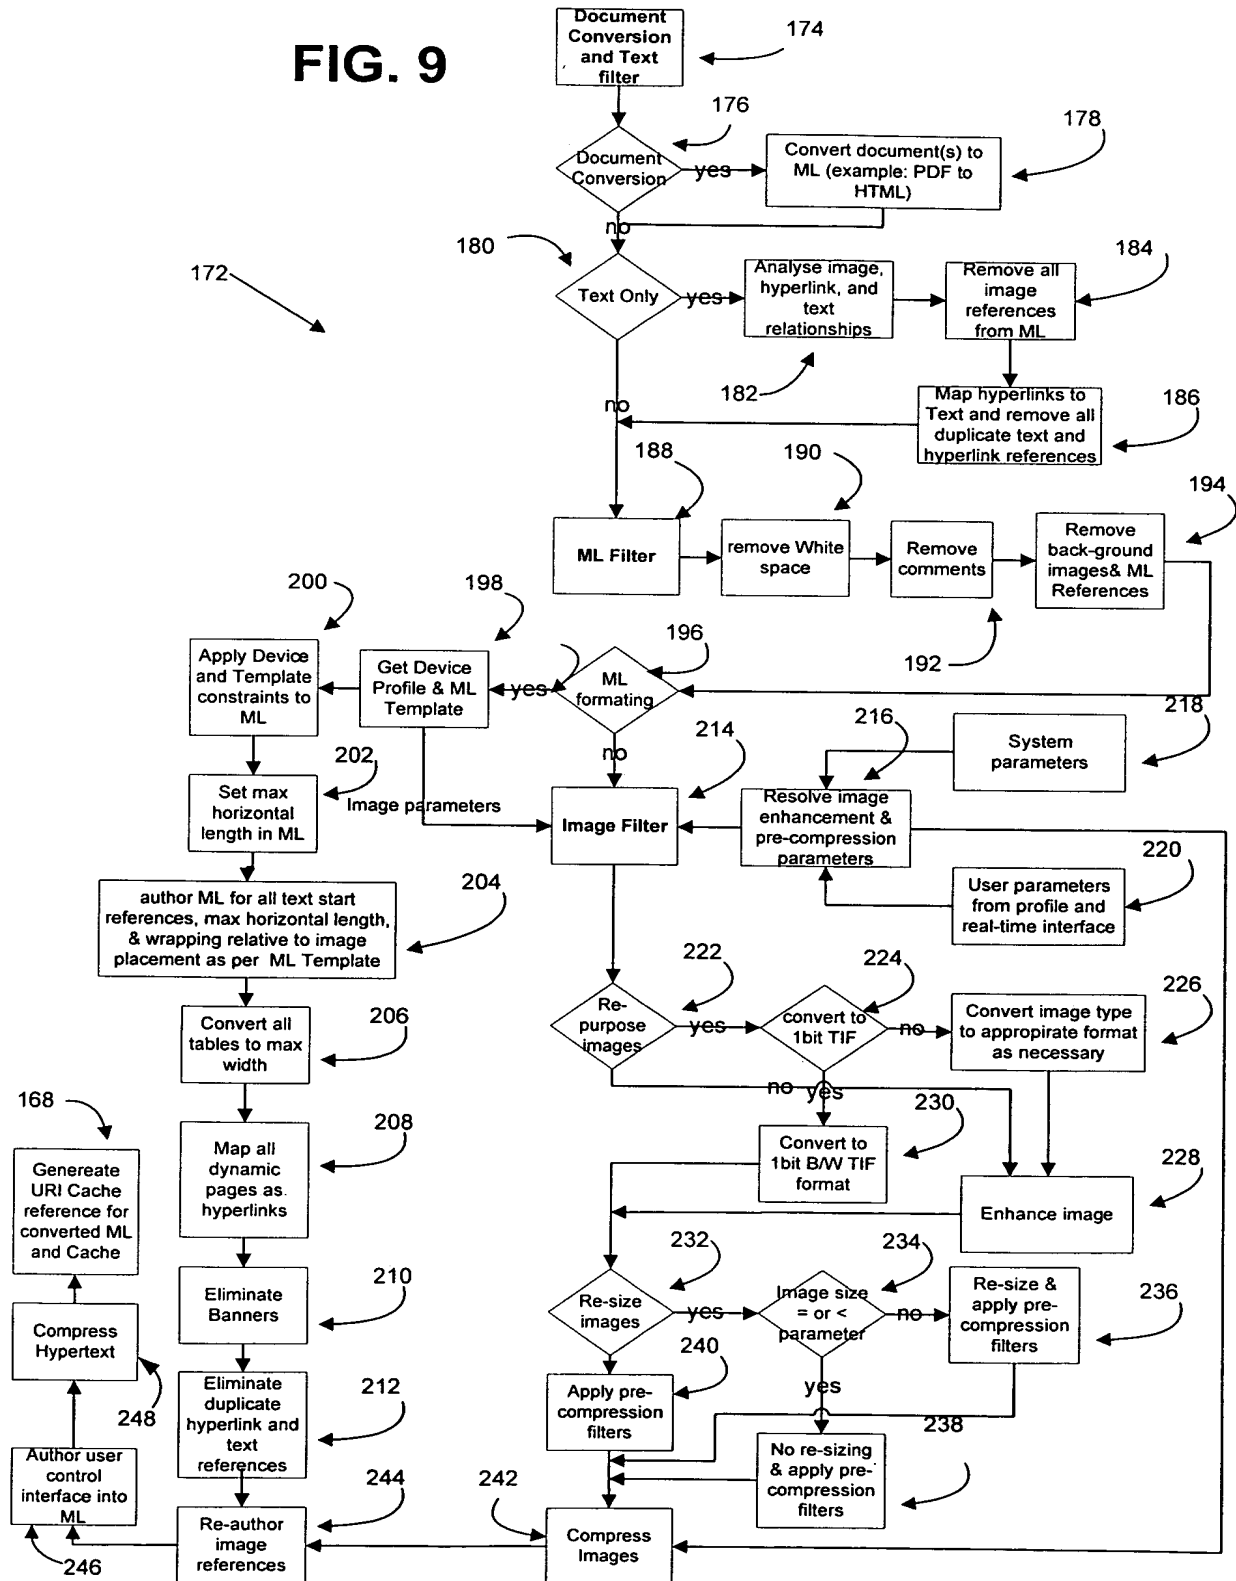 FIG. 9
Document
Conversion
and Text
filter
174
176
Document
Conversion
yes
178
Convert document(s) to
ML (example: PDF to
HTML)
no
180
172
Text Only
yes
Analyse image,
hyperlink, and
text
relationships
182
Remove all
image
references
from ML
184
no
Map hyperlinks to
Text and remove all
duplicate text and
hyperlink references
186
188
190
194
ML Filter
remove White
space
Remove
comments
Remove
back-ground
images& ML
References
192
200
198
196
Apply Device
and Template
constraints to
ML
Get Device
Profile & ML
Template
yes
ML
formating
no
214
216
218
System
parameters
202
Set max
horizontal
length in ML
Image parameters
Image Filter
Resolve image
enhancement &
pre-compression
parameters
220
User parameters
from profile and
real-time interface
204
author ML for all text start
references, max horizontal length,
& wrapping relative to image
placement as per ML Template
222
224
226
Re-
purpose
images
yes
convert to
1bit TIF
no
Convert image type
to appropirate format
as necessary
no
yes
206
Convert all
tables to max
width
168
208
Map all
dynamic
pages as
hyperlinks
Genereate
URI Cache
reference for
converted ML
and Cache
230
Convert to
1bit B/W TIF
format
228
Enhance image
232
234
236
Re-size
images
yes
Image size
= or <
parameter
no
Re-size &
apply pre-
compression
filters
yes
210
Eliminate
Banners
Compress
Hypertext
248
240
Apply pre-
compression
filters
238
No re-sizing
& apply pre-
compression
filters
212
Eliminate
duplicate
hyperlink and
text
references
Author user
control
interface into
ML
246
244
Re-author
image
references
242
Compress
Images